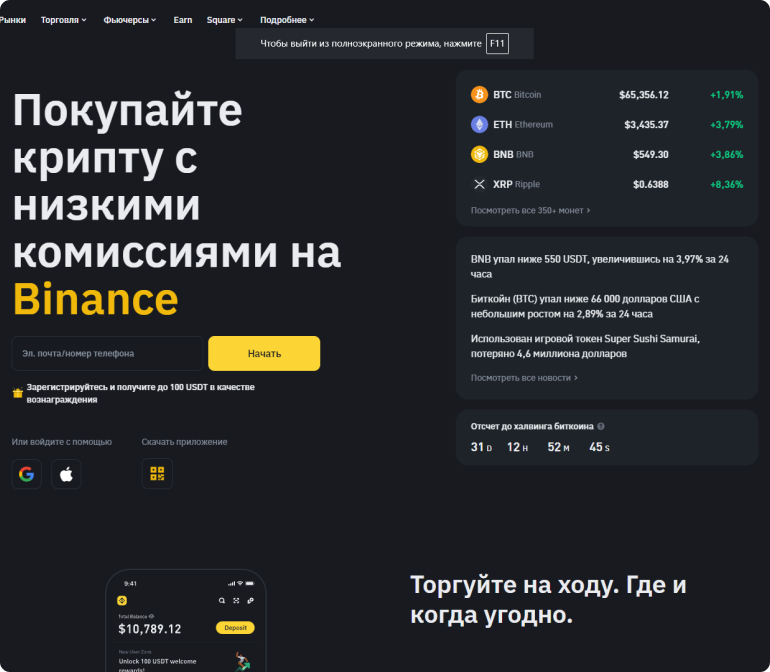 Рынки Торговля Фьючерсы Earn Square Подробнее
Чтобы выйти из полноэкранного режима, нажмите F11
Покупайте
крипту с
низкими
комиссиями на
Binance
Эл. почта/номер телефона
Начать
Зарегистрируйтесь и получите до 100 USDT в качестве
вознаграждения
Или войдите с помощью
Скачать приложение
BTC Bitcoin $65,356.12 +1,91%
ETH Ethereum $3,435.37 +3,79%
BNB BNB $549.30 +3,86%
XRP Ripple $0.6388 +8,36%
Посмотреть все 350+ монет >
BNB упал ниже 550 USDT, увеличившись на 3,97% за 24
часа
Биткойн (BTC) упал ниже 66 000 долларов США с
небольшим ростом на 2,89% за 24 часа
Использован игровой токен Super Sushi Samurai,
потеряно 4,6 миллиона долларов
Посмотреть все новости >
Отсчет до халвинга биткоина ?
31 D 12 H 52 M 45 S
9:41
Total Balance
$10,789.12
Deposit
New User Zone
Unlock 100 USDT welcome
rewards!
Торгуйте на ходу. Где и
когда угодно.